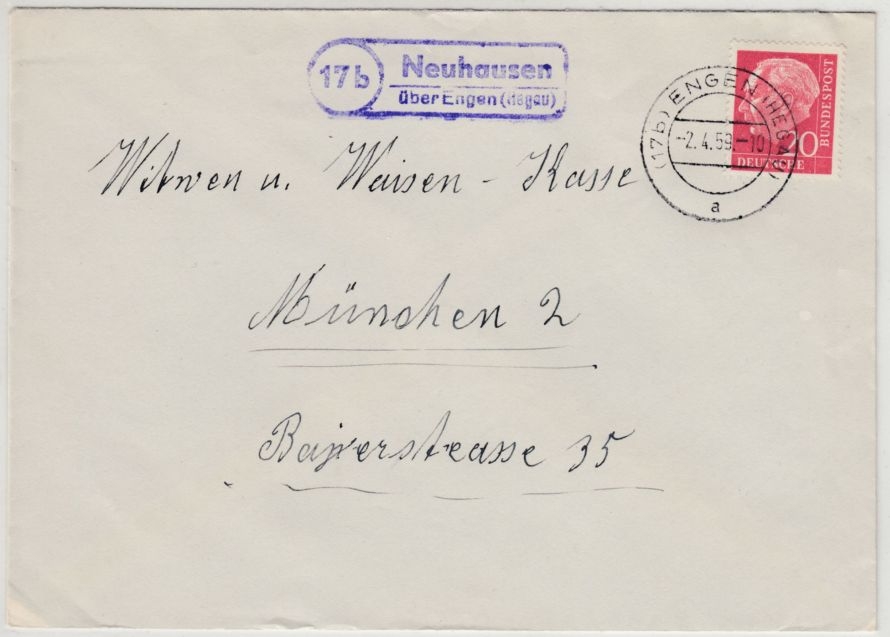 17b Neuhausen
über Engen (Hegau)
(17b) ENGEN (HEGAU)
-2.4.59.-10
a
20
DEUTSCHE BUNDESPOST
Witwen u. Waisen - Kasse
München 2
Bayerstrasse 35